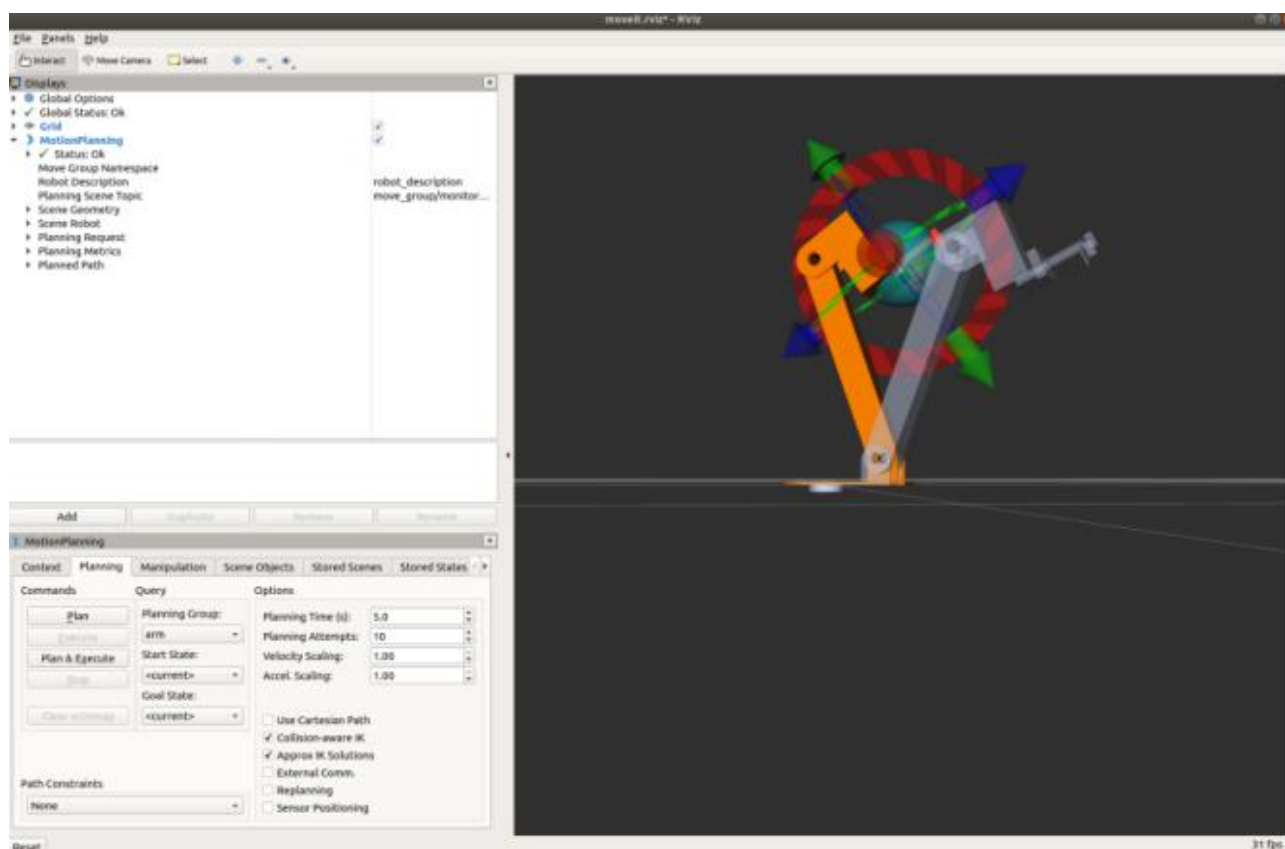 moveit.rviz* - RViz
File Panels Help
Interact Move Camera Select
Displays
Global Options
Global Status: Ok
Grid
MotionPlanning
Status: Ok
Move Group Namespace
Robot Description robot_description
Planning Scene Topic move_group/monitor...
Scene Geometry
Scene Robot
Planning Request
Planning Metrics
Planned Path
Add Duplicate Remove Rename
MotionPlanning
Context Planning Manipulation Scene Objects Stored Scenes Stored States
Commands Query Options
Plan Planning Group: Planning Time (s): 5.0
Execute arm Planning Attempts: 10
Plan & Execute Start State: Velocity Scaling: 1.00
Stop <current> Accel. Scaling: 1.00
Goal State:
Clear octomap <current> Use Cartesian Path
Collision-aware IK
Approx IK Solutions
External Comm.
Path Constraints Replanning
None Sensor Positioning
Reset 31 fps